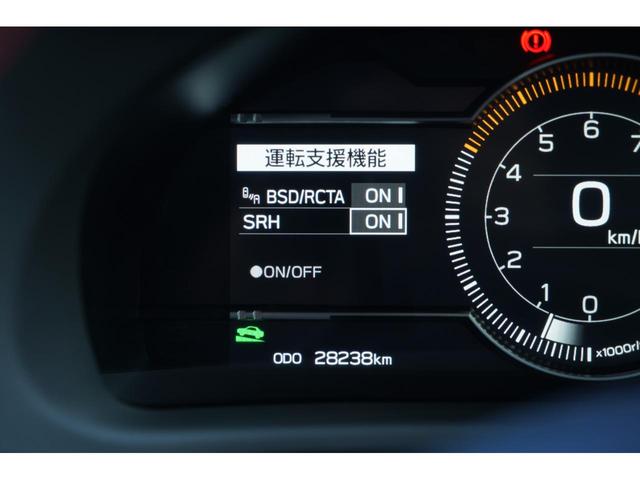 運転支援機能
BSD/RCTA ON
SRH ON
●ON/OFF
ODO 28238km
7
6
5
4
3
2
1
0
0
km/
x1000r